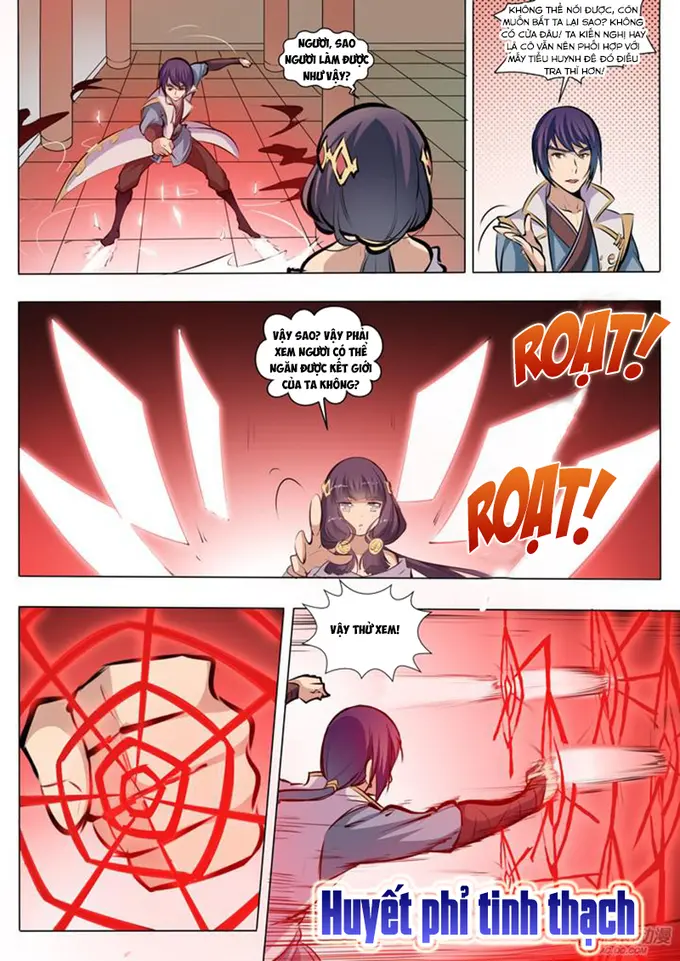 NGƯƠI, SAO
NGƯƠI LÀM ĐƯỢC
NHƯ VẬY?
KHÔNG THỂ NÓI ĐƯỢC, CÒN
MUỐN BẮT TA LẠI SAO? KHÔNG
CÓ CỬA ĐÂU! TA KIẾN NGHỊ HAY
LÀ CÔ VẪN NÊN PHỐI HỢP VỚI
MẤY TIỂU HUYNH ĐỆ ĐÓ ĐIỀU
TRA THÌ HƠN!
VẬY SAO? VẬY PHẢI
XEM NGƯƠI CÓ THỂ
NGĂN ĐƯỢC KẾT GIỚI
CỦA TA KHÔNG?
ROẠT!
ROẠT!
VẬY THỬ XEM!
Huyết phỉ tinh thạch
动漫